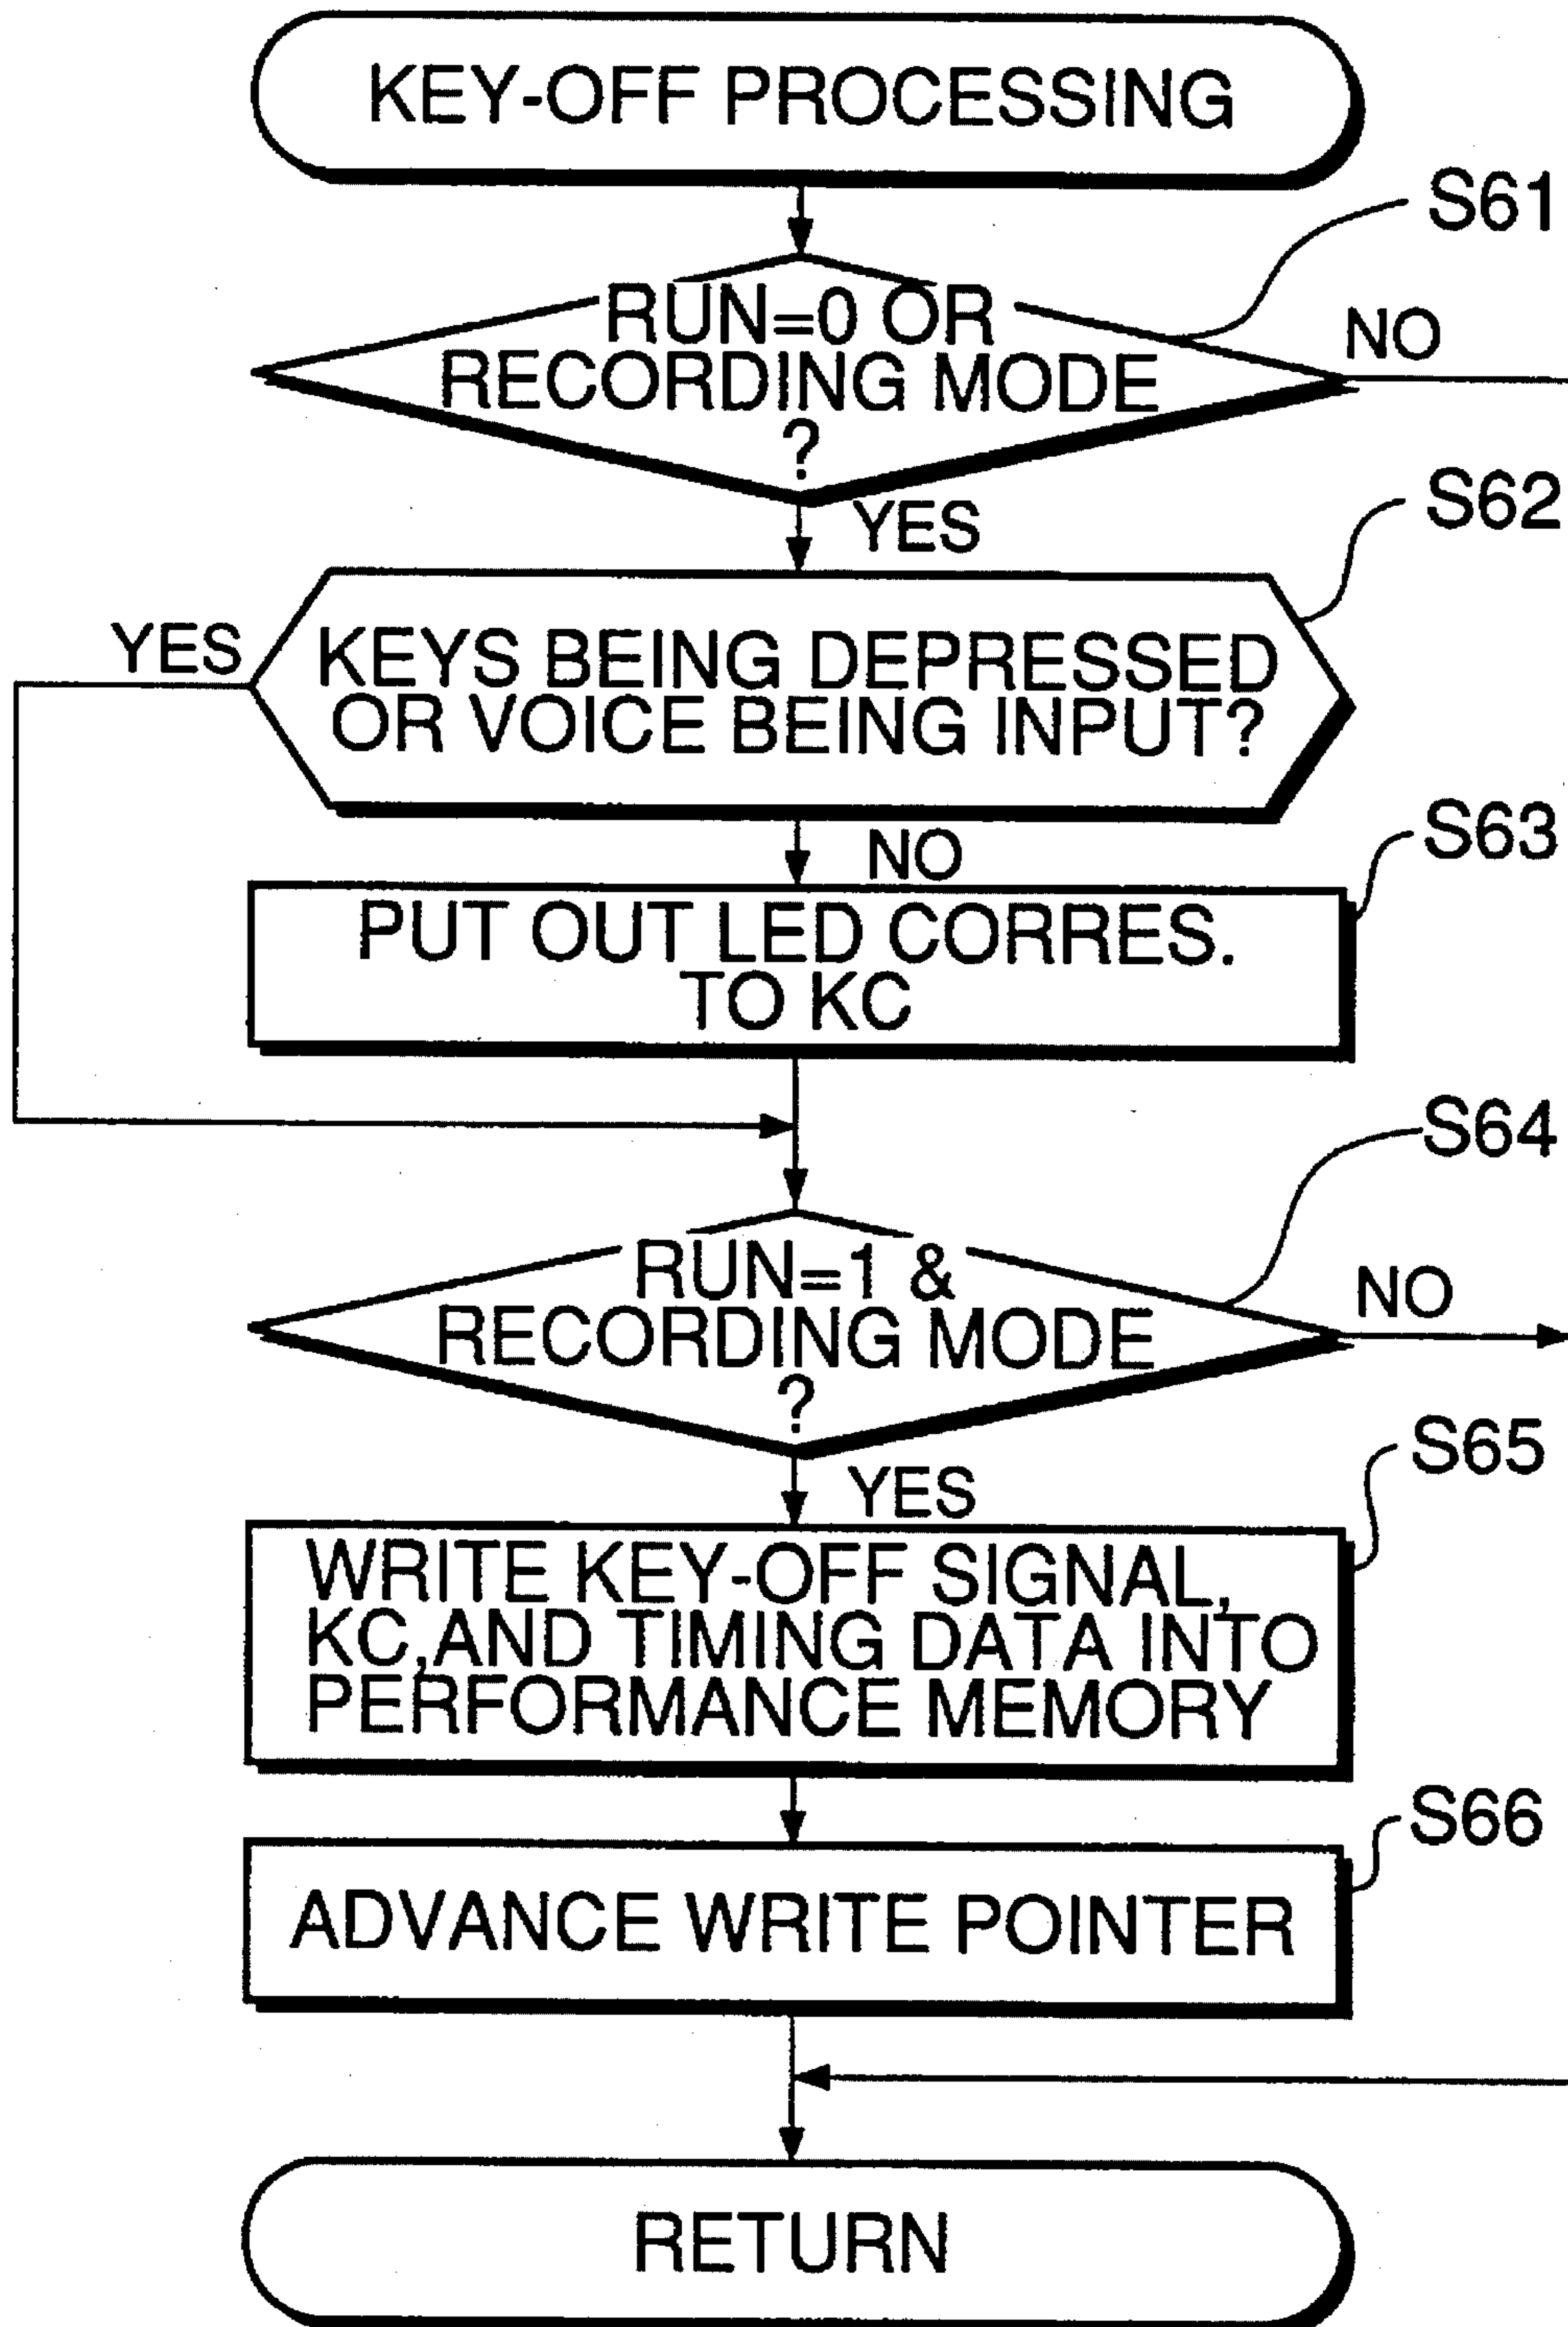 KEY-OFF PROCESSING
S61
RUN=0 OR
RECORDING MODE
?
NO
YES
S62
YES
KEYS BEING DEPRESSED
OR VOICE BEING INPUT?
NO
S63
PUT OUT LED CORRES.
TO KC
S64
RUN=1 &
RECORDING MODE
?
NO
YES
S65
WRITE KEY-OFF SIGNAL,
KC,AND TIMING DATA INTO
PERFORMANCE MEMORY
S66
ADVANCE WRITE POINTER
RETURN